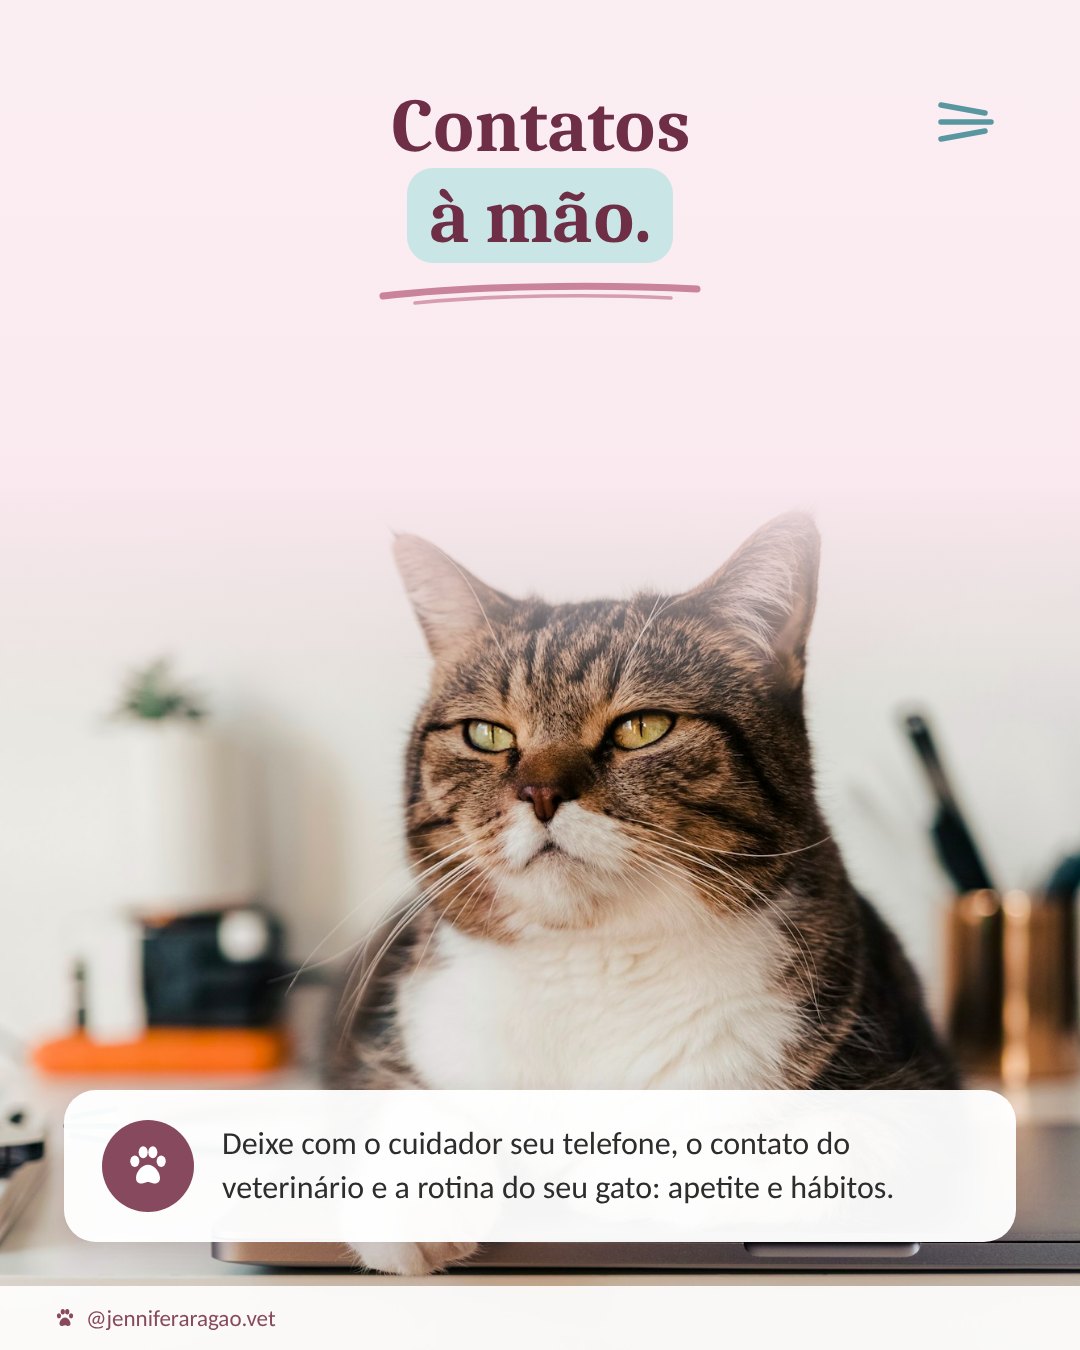 Contatos
à mão.
Deixe com o cuidador seu telefone, o contato do
veterinário e a rotina do seu gato: apetite e hábitos.
@jenniferaragao.vet